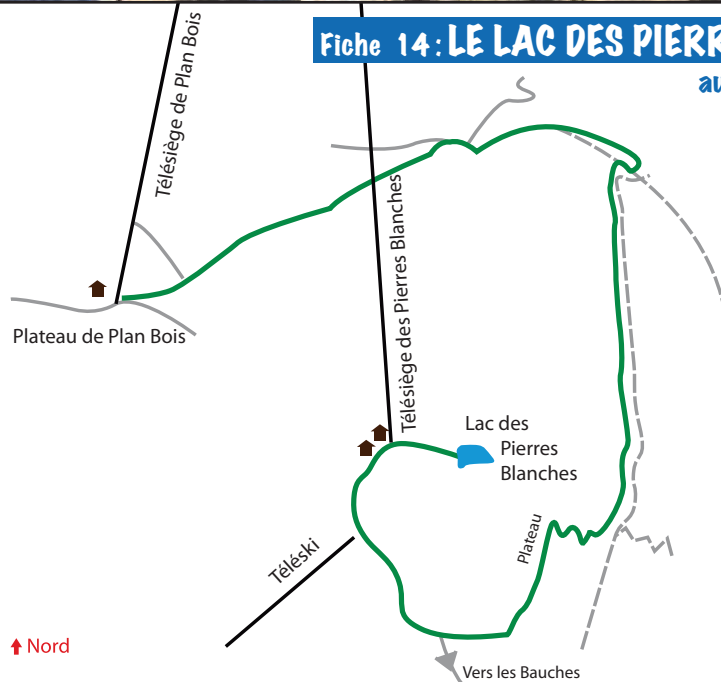 Fiche 14: LE LAC DES PIERR
au
Télésiège de Plan Bois
Télésiège des Pierres Blanches
Plateau de Plan Bois
Lac des
Pierres
Blanches
Plateau
Téléski
Nord
Vers les Bauches